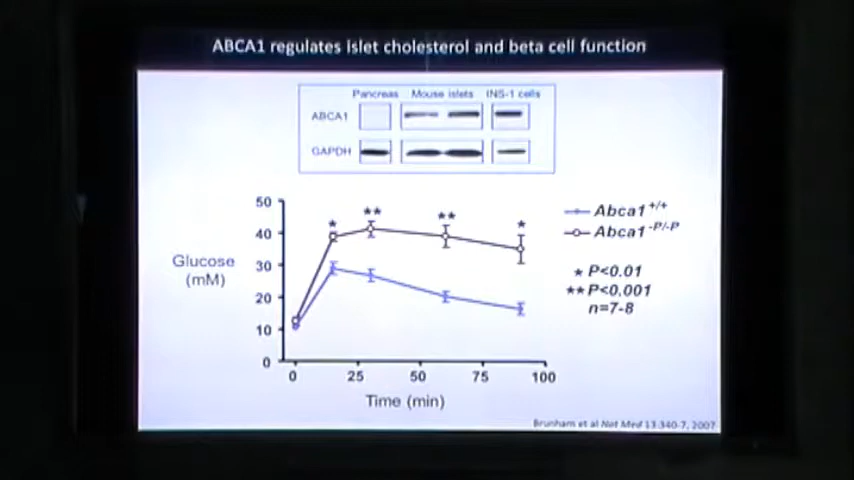 ABCA1 regulates islet cholesterol and beta cell function
Pancreas Mouse islets INS-1 cells
ABCA1
GAPDH
50
40
30
20
10
0
Glucose
(mM)
* ** ** *
Abca1+/+
Abca1-P/-P
* P<0.01
** P<0.001
n=7-8
0 25 50 75 100
Time (min)
Brunham et al Nat Med 13:340-7, 2007